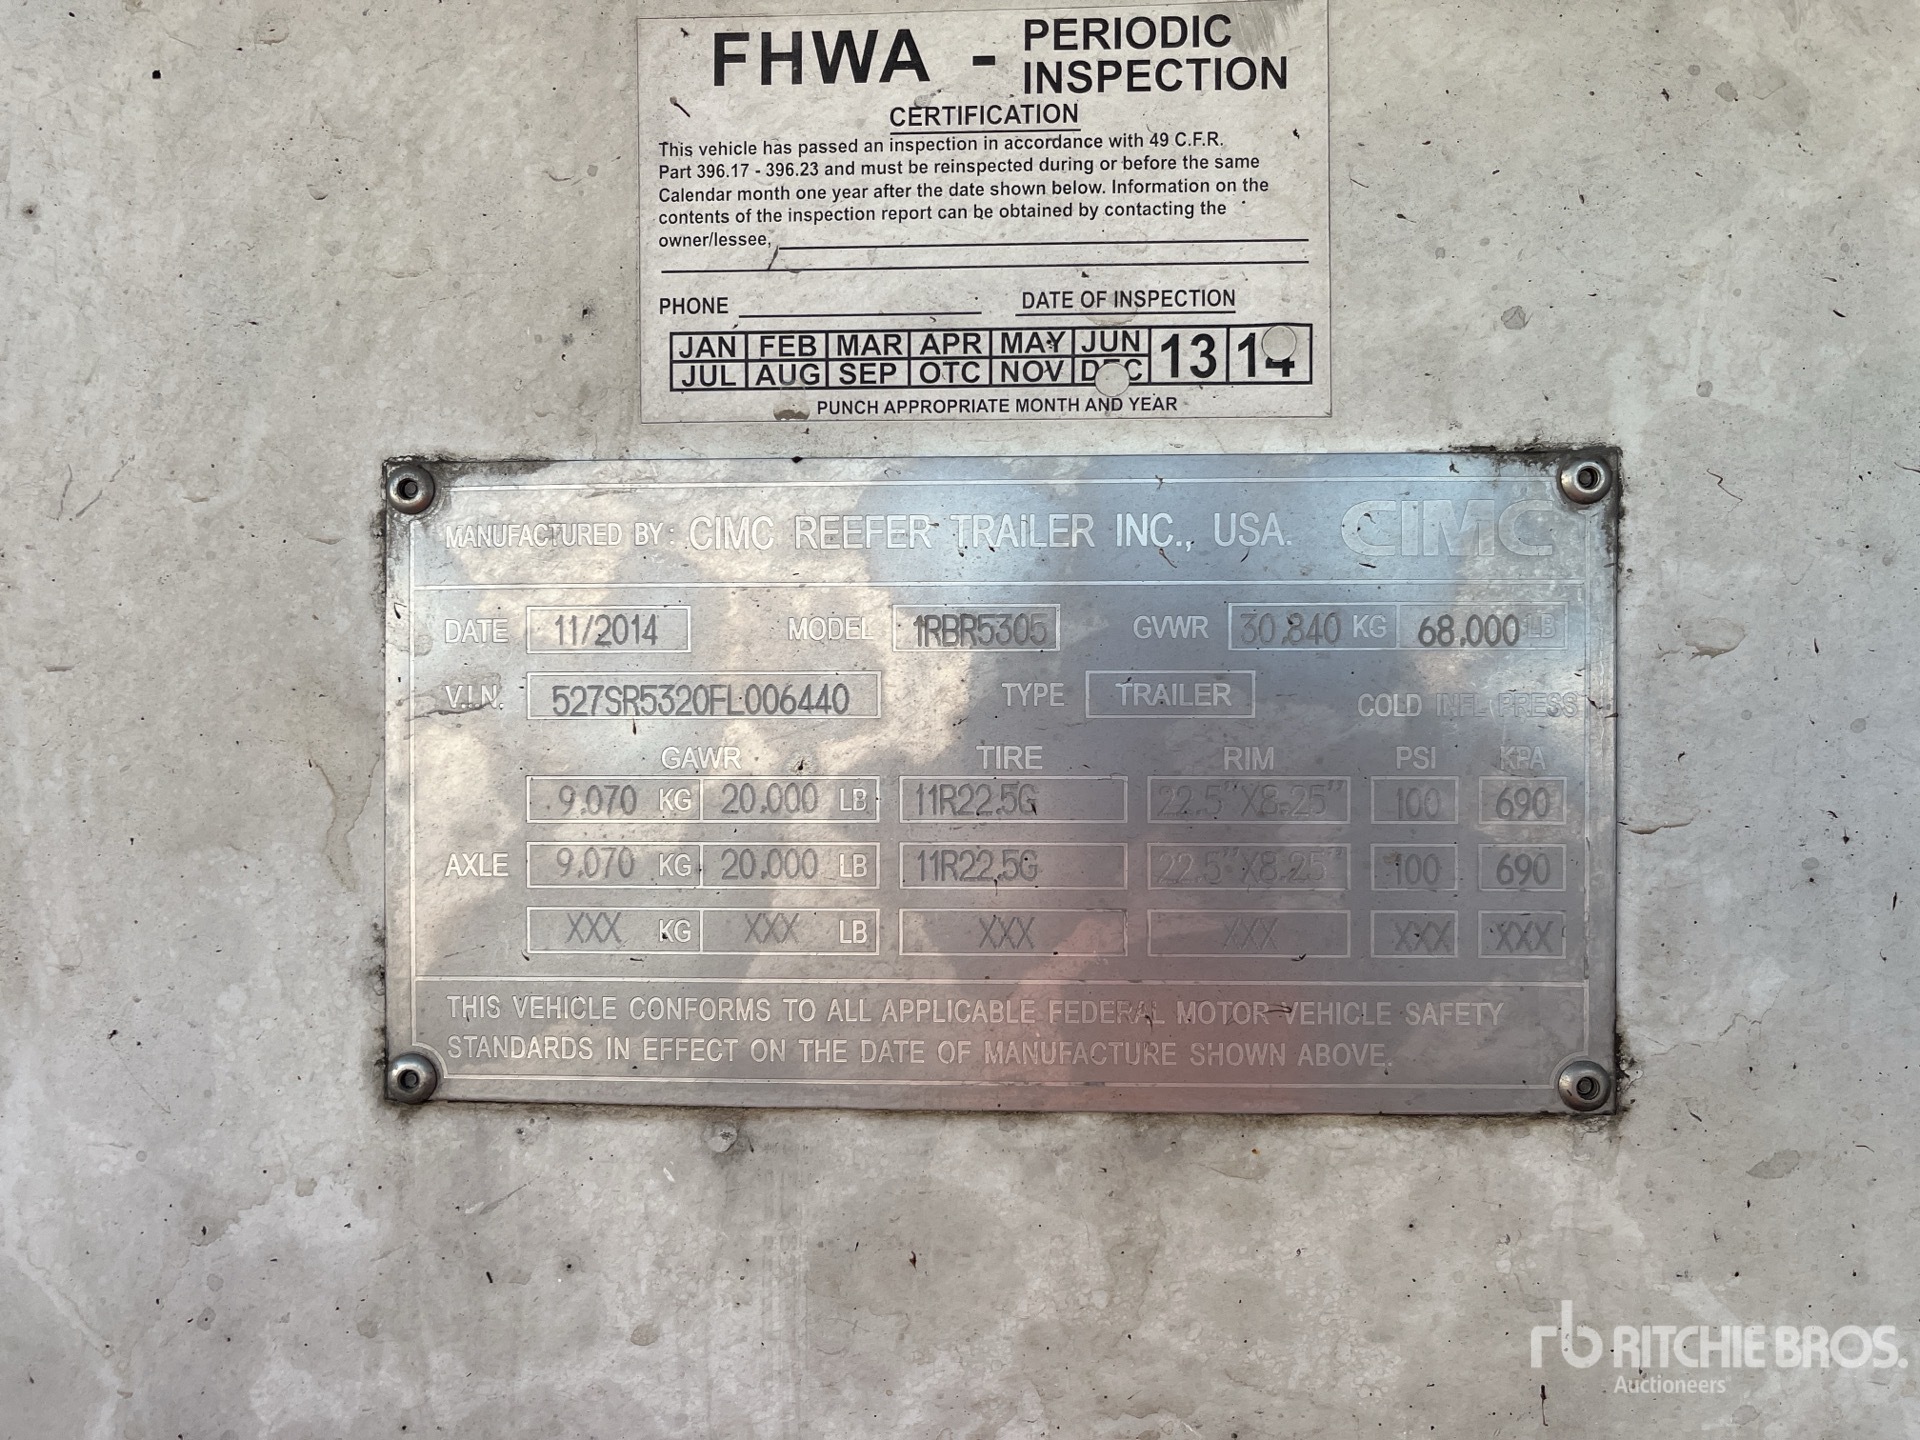 FHWA - PERIODIC INSPECTION
CERTIFICATION
This vehicle has passed an inspection in accordance with 49 C.F.R.
Part 396.17 - 396.23 and must be reinspected during or before the same
Calendar month one year after the date shown below. Information on the
contents of the inspection report can be obtained by contacting the
owner/lessee,
PHONE DATE OF INSPECTION
JAN FEB MAR APR MAY JUN 13 14
JUL AUG SEP OTC NOV DEC
PUNCH APPROPRIATE MONTH AND YEAR
MANUFACTURED BY: CIMC REEFER TRAILER INC., USA. CIMC
DATE 11/2014 MODEL 1RBR5305 GVWR 30,840 KG 68,000 LB
V.I.N. 527SR5320FL006440 TYPE TRAILER COLD INFL PRESS
GAWR TIRE RIM PSI KPA
9,070 KG 20,000 LB 11R22.5G 22.5"X8.25" 100 690
AXLE 9,070 KG 20,000 LB 11R22.5G 22.5"X8.25" 100 690
XXX KG XXX LB XXX XXX XXX XXX
THIS VEHICLE CONFORMS TO ALL APPLICABLE FEDERAL MOTOR VEHICLE SAFETY
STANDARDS IN EFFECT ON THE DATE OF MANUFACTURE SHOWN ABOVE.
rb RITCHIE BROS.
Auctioneers